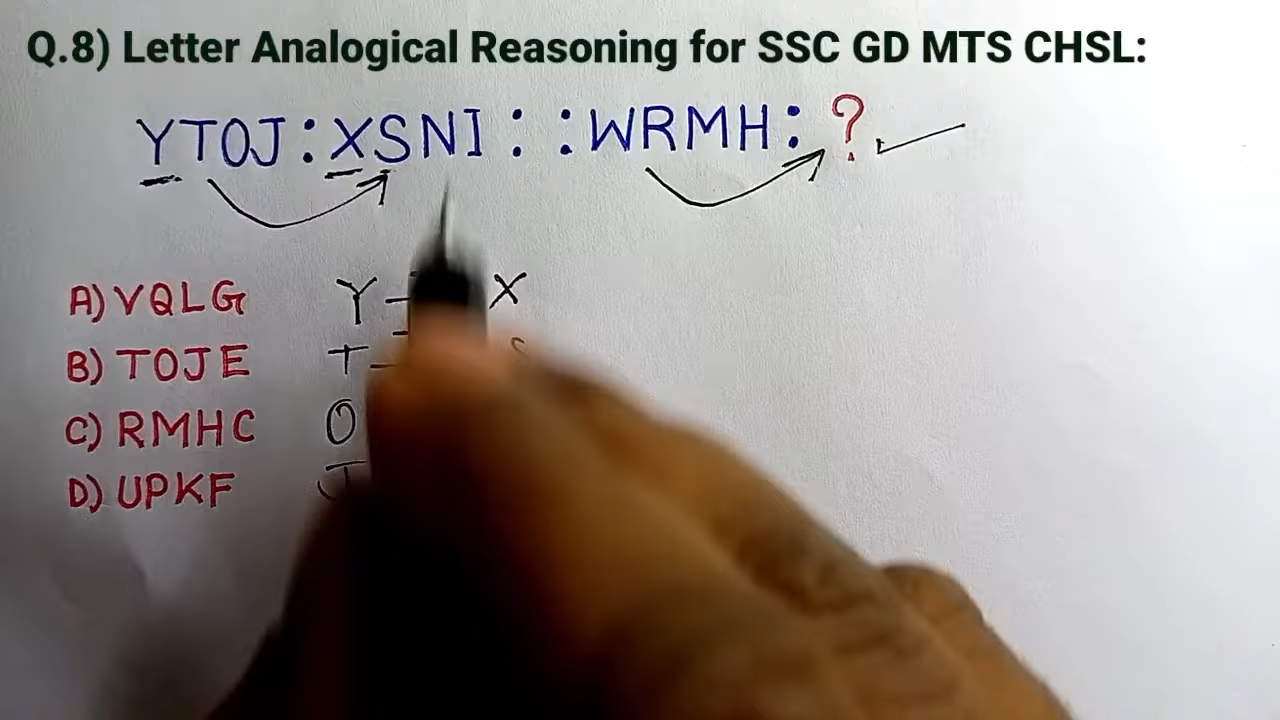 Q.8) Letter Analogical Reasoning for SSC GD MTS CHSL:
YTOJ:XSNI::WRMH:?
A) VQLG
B) TOJE
C) RMHC
D) UPKF
Y - X
T - S
O
J